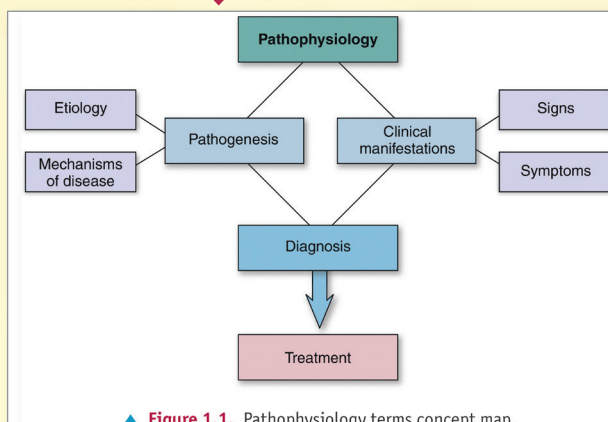 Pathophysiology
Etiology
Mechanisms
of disease
Pathogenesis
Clinical
manifestations
Signs
Symptoms
Diagnosis
Treatment
Figure 1.1. Pathophysiology terms concept map.